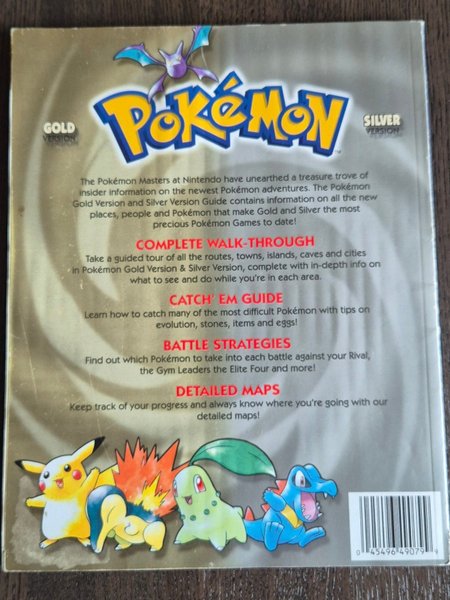 POKéMON
GOLD
VERSION
SILVER
VERSION
The Pokémon Masters at Nintendo have unearthed a treasure trove of
insider information on the newest Pokémon adventures. The Pokémon
Gold Version and Silver Version Guide contains information on all the new
places, people and Pokémon that make Gold and Silver the most
precious Pokémon Games to date!
COMPLETE WALK-THROUGH
Take a guided tour of all the routes, towns, islands, caves and cities
in Pokémon Gold Version & Silver Version, complete with in-depth info on
what to see and do while you're in each area.
CATCH' EM GUIDE
Learn how to catch many of the most difficult Pokémon with tips on
evolution, stones, items and eggs!
BATTLE STRATEGIES
Find out which Pokémon to take into each battle against your Rival,
the Gym Leaders the Elite Four and more!
DETAILED MAPS
Keep track of your progress and always know where you're going with our
detailed maps!
0 45496 49079 9